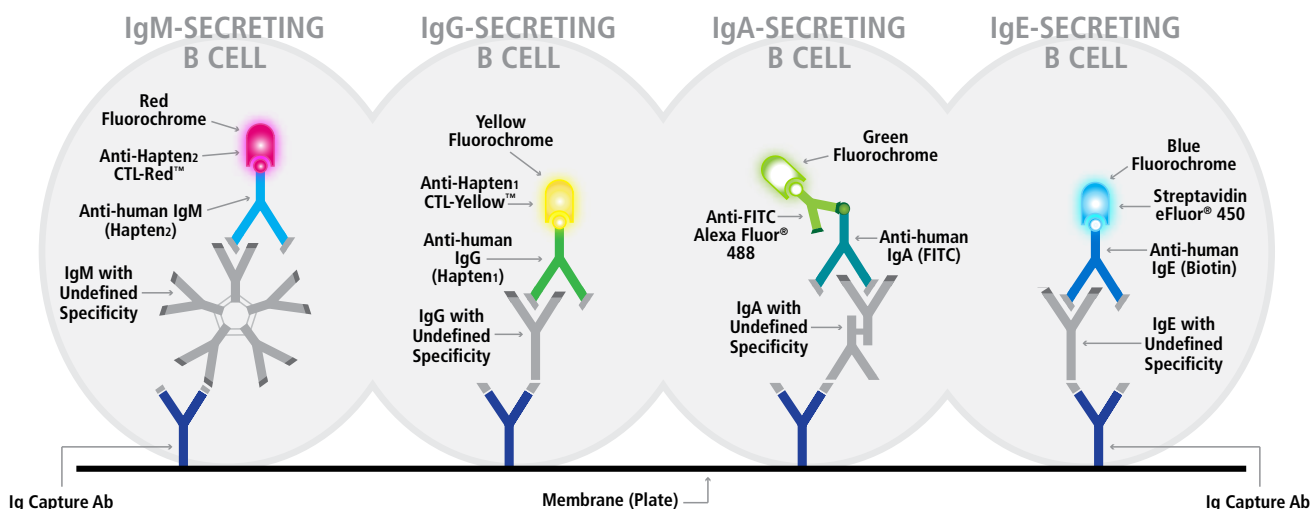 IgM-SECRETING
B CELL
Red
Fluorochrome
Anti-Hapten₂
CTL-Red™
Anti-human IgM
(Hapten₂)
IgM with
Undefined
Specificity
IgG-SECRETING
B CELL
Yellow
Fluorochrome
Anti-Hapten₁
CTL-Yellow™
Anti-human
IgG
(Hapten₁)
IgG with
Undefined
Specificity
IgA-SECRETING
B CELL
Green
Fluorochrome
Anti-FITC
Alexa Fluor®
488
Anti-human
IgA (FITC)
IgA with
Undefined
Specificity
IgE-SECRETING
B CELL
Blue
Fluorochrome
Streptavidin
eFluor® 450
Anti-human
IgE (Biotin)
IgE with
Undefined
Specificity
Ig Capture Ab
Membrane (Plate)
Ig Capture Ab